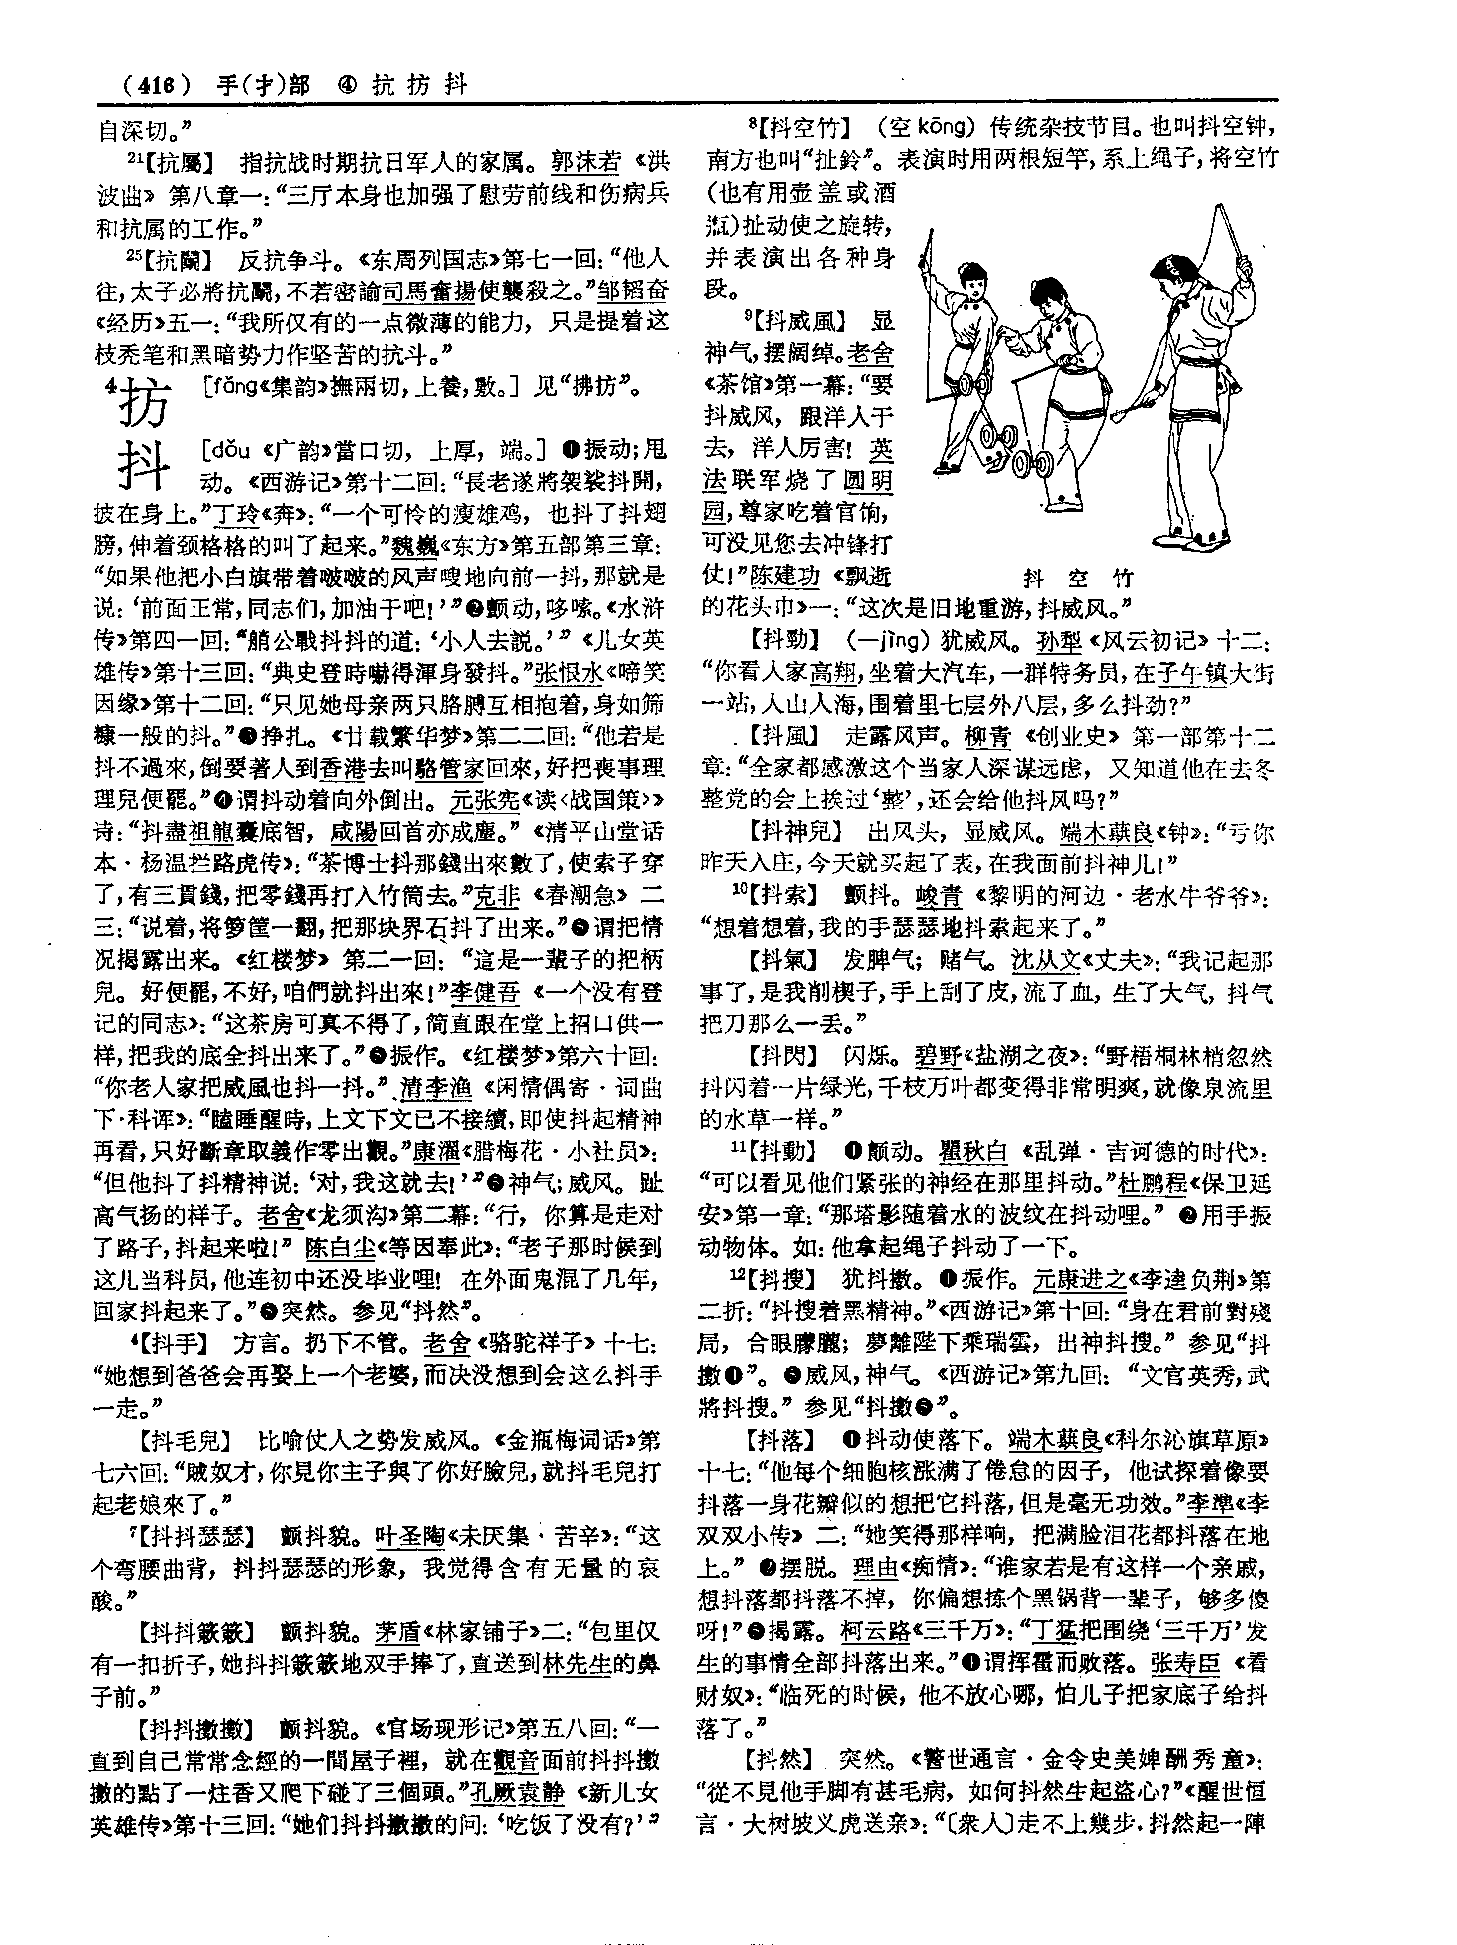 (416) 手(扌)部 ④ 抗 㧍 抖
自深切。”
21【抗屬】 指抗战时期抗日军人的家属。郭沫若《洪
波曲》第八章一：“三厅本身也加强了慰劳前线和伤病兵
和抗属的工作。”
25【抗鬭】 反抗争斗。《东周列国志》第七一回：“他人
往，太子必將抗鬭，不若密諭司馬奮揚使襲殺之。”邹韬奋
《经历》五一：“我所仅有的一点微薄的能力，只是提着这
枝秃笔和黑暗势力作坚苦的抗斗。”
4㧍 [fǎng《集韵》撫兩切，上養，敷。] 见“拂㧍”。
抖 [dǒu《广韵》當口切，上厚，端。] ❶振动；甩
动。《西游记》第十二回：“長老遂將袈裟抖開，
披在身上。”丁玲《奔》：“一个可怜的瘦雄鸡，也抖了抖翅
膀，伸着颈格格的叫了起来。”魏巍《东方》第五部第三章：
“如果他把小白旗带着啵啵的风声嗖地向前一抖，那就是
说：‘前面正常，同志们，加油干吧！’”❷颤动，哆嗦。《水浒
传》第四一回：“艄公戰抖抖的道：‘小人去説。’”《儿女英
雄传》第十三回：“典史登時嚇得渾身發抖。”张恨水《啼笑
因缘》第十二回：“只见她母亲两只胳膊互相抱着，身如筛
糠一般的抖。”❸挣扎。《廿载繁华梦》第二二回：“他若是
抖不過來，倒要著人到香港去叫駱管家回來，好把喪事理
理兒便罷。”❹谓抖动着向外倒出。元张宪《读〈战国策〉》
诗：“抖盡祖龍囊底智，咸陽回首亦成塵。”《清平山堂话
本·杨温拦路虎传》：“茶博士抖那錢出來數了，使索子穿
了，有三貫錢，把零錢再打入竹筒去。”克非《春潮急》二
三：“说着，将箩筐一翻，把那块界石抖了出来。”❺谓把情
况揭露出来。《红楼梦》第二一回：“這是一輩子的把柄
兒。好便罷，不好，咱們就抖出來！”李健吾《一个没有登
记的同志》：“这茶房可真不得了，简直跟在堂上招口供一
样，把我的底全抖出来了。”❻振作。《红楼梦》第六十回：
“你老人家把威風也抖一抖。”清李渔《闲情偶寄·词曲
下·科诨》：“瞌睡醒時，上文下文已不接續，即使抖起精神
再看，只好斷章取義作零出觀。”康濯《腊梅花·小社员》：
“但他抖了抖精神说：‘对，我这就去！’”❼神气；威风。趾
高气扬的样子。老舍《龙须沟》第二幕：“行，你算是走对
了路子，抖起来啦！”陈白尘《等因奉此》：“老子那时候到
这儿当科员，他连初中还没毕业哩！在外面鬼混了几年，
回家抖起来了。”❽突然。参见“抖然”。
4【抖手】 方言。扔下不管。老舍《骆驼祥子》十七：
“她想到爸爸会再娶上一个老婆，而决没想到会这么抖手
一走。”
【抖毛兒】 比喻仗人之势发威风。《金瓶梅词话》第
七六回：“贼奴才，你見你主子與了你好臉兒，就抖毛兒打
起老娘來了。”
7【抖抖瑟瑟】 颤抖貌。叶圣陶《未厌集·苦辛》：“这
个弯腰曲背，抖抖瑟瑟的形象，我觉得含有无量的哀
酸。”
【抖抖簌簌】 颤抖貌。茅盾《林家铺子》二：“包里仅
有一扣折子，她抖抖簌簌地双手捧了，直送到林先生的鼻
子前。”
【抖抖擻擻】 颤抖貌。《官场现形记》第五八回：“一
直到自己常常念經的一間屋子裡，就在觀音面前抖抖擻
擻的點了一炷香又爬下碰了三個頭。”孔厥袁静《新儿女
英雄传》第十三回：“她们抖抖擞擞的问：‘吃饭了没有？’”
8【抖空竹】 （空kōng）传统杂技节目。也叫抖空钟，
南方也叫“扯鈴”。表演时用两根短竿，系上绳子，将空竹
（也有用壶盖或酒
瓶）扯动使之旋转，
并表演出各种身
段。
9【抖威風】 显
神气，摆阔绰。老舍
《茶馆》第一幕：“要
抖威风，跟洋人干
去，洋人厉害！英
法联军烧了圆明
园，尊家吃着官饷，
可没见您去冲锋打
仗！”陈建功《飘逝
的花头巾》一：“这次是旧地重游，抖威风。”
抖 空 竹
【抖勁】 （—jìng）犹威风。孙犁《风云初记》十二：
“你看人家高翔，坐着大汽车，一群特务员，在子午镇大街
一站，人山人海，围着里七层外八层，多么抖劲？”
【抖風】 走露风声。柳青《创业史》第一部第十二
章：“全家都感激这个当家人深谋远虑，又知道他在去冬
整党的会上挨过‘整’，还会给他抖风吗？”
【抖神兒】 出风头，显威风。端木蕻良《钟》：“亏你
昨天入庄，今天就买起了表，在我面前抖神儿！”
10【抖索】 颤抖。峻青《黎明的河边·老水牛爷爷》：
“想着想着，我的手瑟瑟地抖索起来了。”
【抖氣】 发脾气；赌气。沈从文《丈夫》：“我记起那
事了，是我削楔子，手上刮了皮，流了血，生了大气，抖气
把刀那么一丢。”
【抖閃】 闪烁。碧野《盐湖之夜》：“野梧桐林梢忽然
抖闪着一片绿光，千枝万叶都变得非常明爽，就像泉流里
的水草一样。”
11【抖動】 ❶颤动。瞿秋白《乱弹·吉诃德的时代》：
“可以看见他们紧张的神经在那里抖动。”杜鹏程《保卫延
安》第一章：“那塔影随着水的波纹在抖动哩。”❷用手振
动物体。如：他拿起绳子抖动了一下。
12【抖搜】 犹抖擞。❶振作。元康进之《李逵负荆》第
二折：“抖搜着黑精神。”《西游记》第十回：“身在君前對殘
局，合眼朦朧；夢離陛下乘瑞雲，出神抖搜。”参见“抖
擻❶”。❷威风，神气。《西游记》第九回：“文官英秀，武
將抖搜。”参见“抖擻❷”。
【抖落】 ❶抖动使落下。端木蕻良《科尔沁旗草原》
十七：“他每个细胞核涨满了倦怠的因子，他试探着像要
抖落一身花瓣似的想把它抖落，但是毫无功效。”李準《李
双双小传》二：“她笑得那样响，把满脸泪花都抖落在地
上。”❷摆脱。理由《痴情》：“谁家若是有这样一个亲戚，
想抖落都抖落不掉，你偏想拣个黑锅背一辈子，够多傻
呀！”❸揭露。柯云路《三千万》：“丁猛把围绕‘三千万’发
生的事情全部抖落出来。”❹谓挥霍而败落。张寿臣《看
财奴》：“临死的时候，他不放心哪，怕儿子把家底子给抖
落了。”
【抖然】 突然。《警世通言·金令史美婢酬秀童》：
“從不見他手脚有甚毛病，如何抖然生起盗心？”《醒世恒
言·大树坡义虎送亲》：“〔衆人〕走不上幾步，抖然起一陣